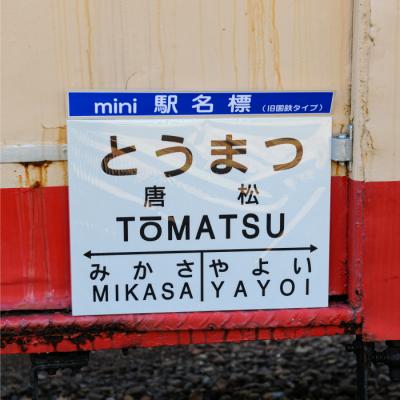 mini 駅名標 (旧国鉄タイプ)
とうまつ
唐松
TŌMATSU
みかさ やよい
MIKASA YAYOI